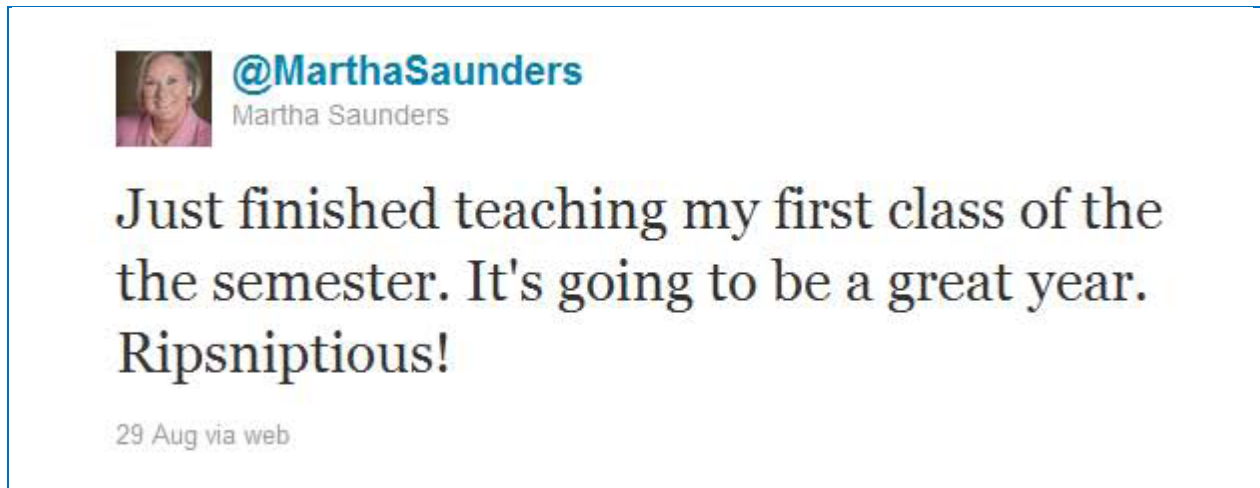 @MarthaSaunders
Martha Saunders
Just finished teaching my first class of the
the semester. It's going to be a great year.
Ripsniptious!
29 Aug via web